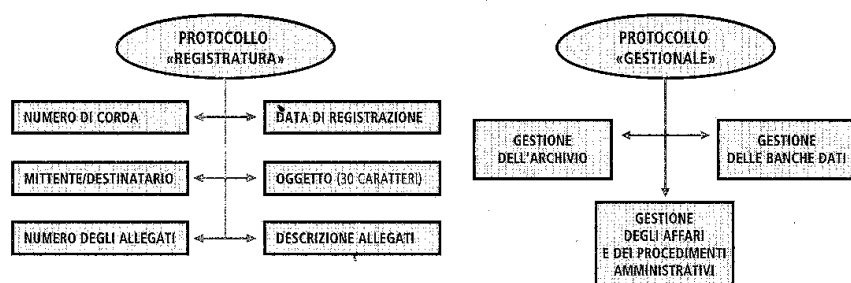 PROTOCOLLO
«REGISTRATURA»
NUMERO DI CORDA
DATA DI REGISTRAZIONE
MITTENTE/DESTINATARIO
OGGETTO (30 CARATTERI)
NUMERO DEGLI ALLEGATI
DESCRIZIONE ALLEGATI
PROTOCOLLO
«GESTIONALE»
GESTIONE
DELL'ARCHIVIO
GESTIONE
DELLE BANCHE DATI
GESTIONE
DEGLI AFFARI
E DEI PROCEDIMENTI
AMMINISTRATIVI